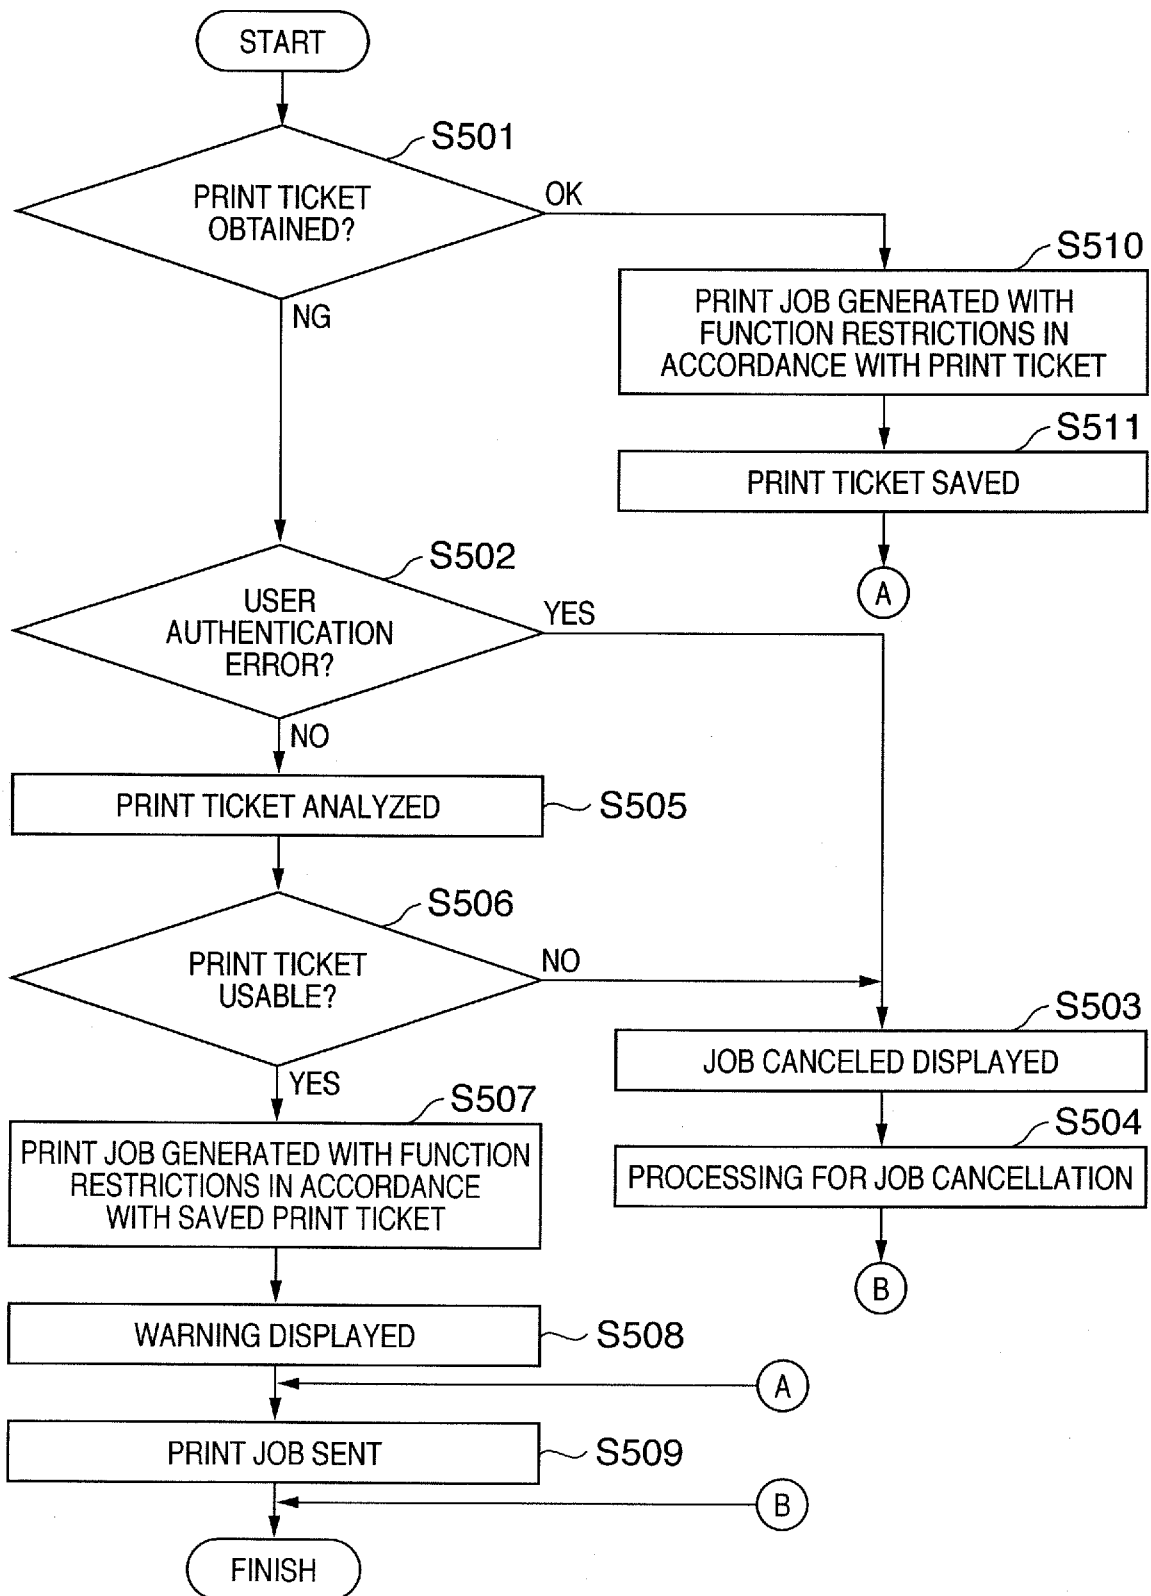 START
S501
PRINT TICKET
OBTAINED?
OK
NG
S510
PRINT JOB GENERATED WITH
FUNCTION RESTRICTIONS IN
ACCORDANCE WITH PRINT TICKET
S511
PRINT TICKET SAVED
A
S502
USER
AUTHENTICATION
ERROR?
YES
NO
PRINT TICKET ANALYZED
S505
S506
PRINT TICKET
USABLE?
NO
YES
S503
JOB CANCELED DISPLAYED
S504
PROCESSING FOR JOB CANCELLATION
B
S507
PRINT JOB GENERATED WITH FUNCTION
RESTRICTIONS IN ACCORDANCE
WITH SAVED PRINT TICKET
WARNING DISPLAYED
S508
A
PRINT JOB SENT
S509
B
FINISH